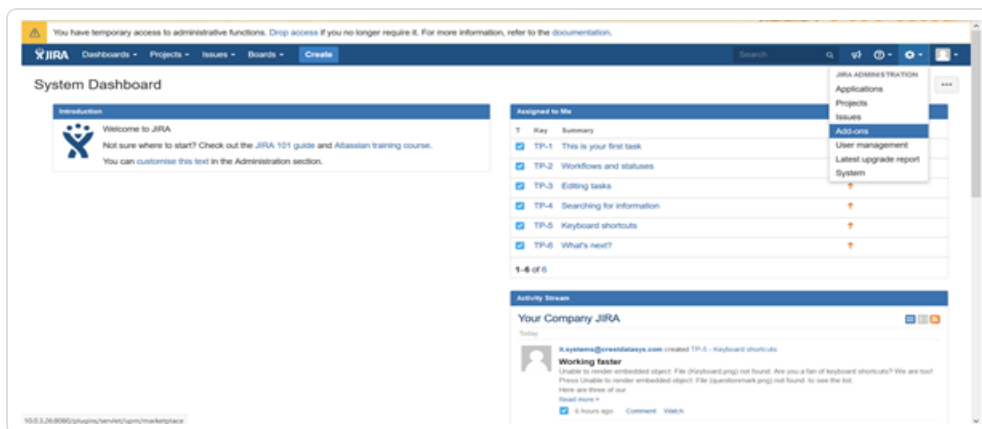 You have temporary access to administrative functions. Drop access if you no longer require it. For more information, refer to the documentation.
JIRA Dashboards Projects Issues Boards Create Search
System Dashboard
JIRA ADMINISTRATION
Applications
Projects
Issues
Add-ons
User management
Latest upgrade report
System
Introduction
Welcome to JIRA
Not sure where to start? Check out the JIRA 101 guide and Atlassian training course.
You can customise this text in the Administration section.
Assigned to Me
T Key Summary
TP-1 This is your first task
TP-2 Workflows and statuses
TP-3 Editing tasks
TP-4 Searching for information
TP-5 Keyboard shortcuts
TP-6 What's next?
1–6 of 6
Activity Stream
Your Company JIRA
Today
it.systems@crestdatasys.com created TP-5 - Keyboard shortcuts
Working faster
Unable to render embedded object: File (Keyboard.png) not found. Are you a fan of keyboard shortcuts? We are too!
Press Unable to render embedded object: File (questionmark.png) not found. to see the list.
Here are three of our
Read more >
6 hours ago Comment Watch
10.0.3.26:8080/plugins/servlet/upm/marketplace